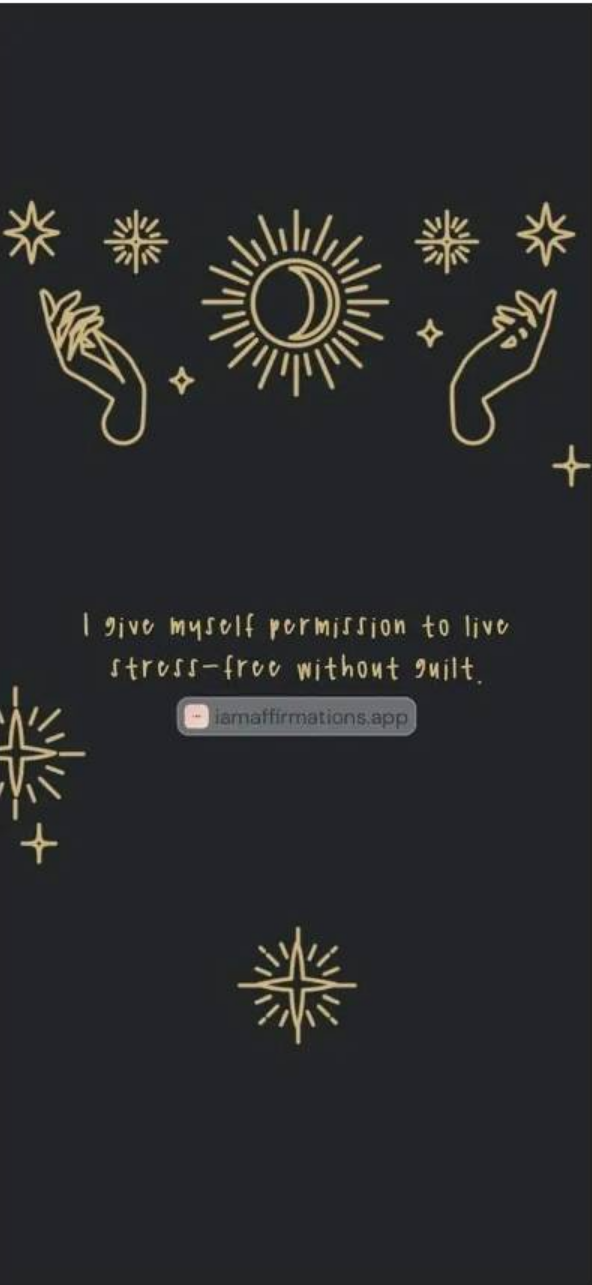 I give myself permission to live
stress-free without guilt.
iamaffirmations.app